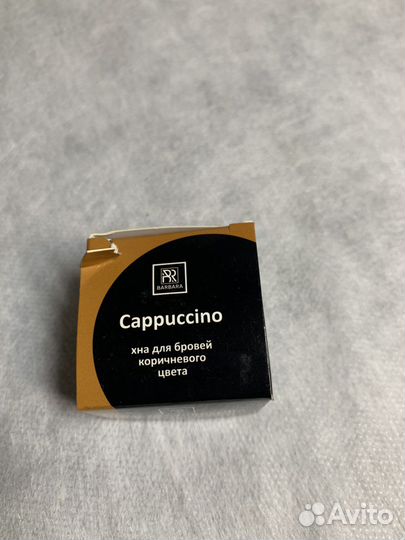 BARBARA
Cappuccino
хна для бровей
коричневого
цвета
Avito